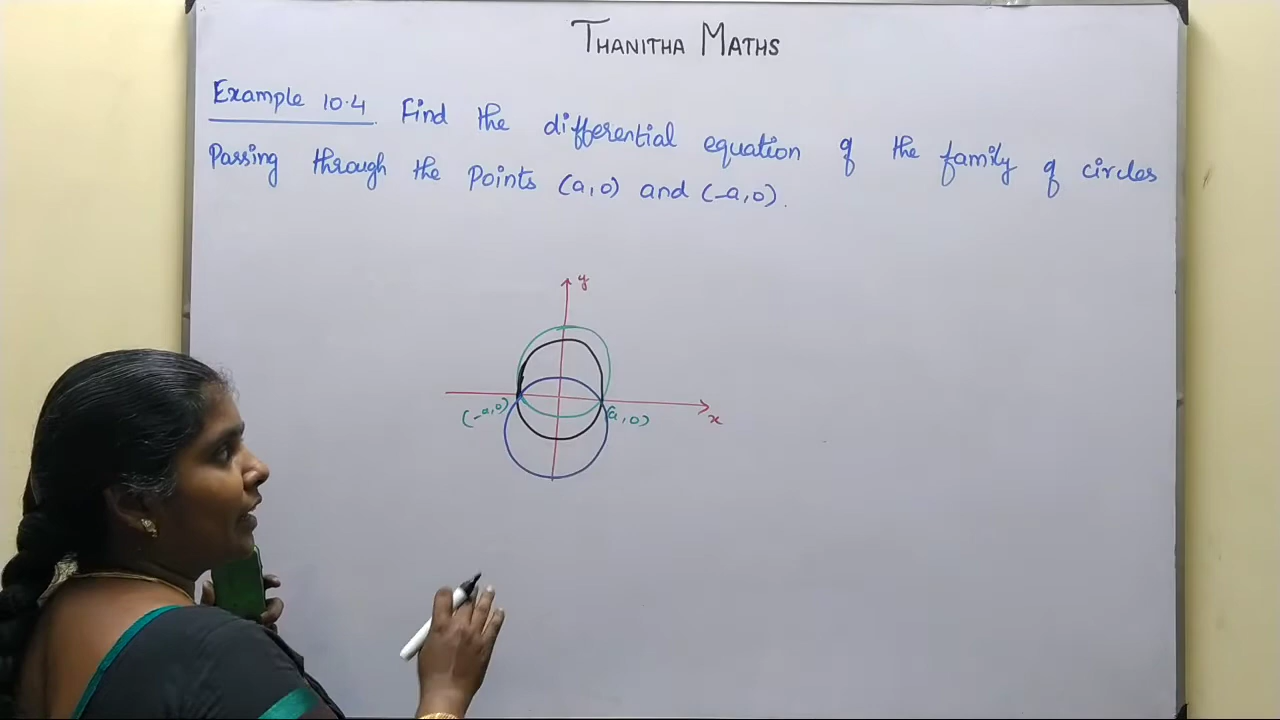 THANITHA MATHS
Example 10.4 Find the differential equation of the family of circles
Passing through the Points (a,0) and (-a,0).
y
(-a,0) (a,0) x